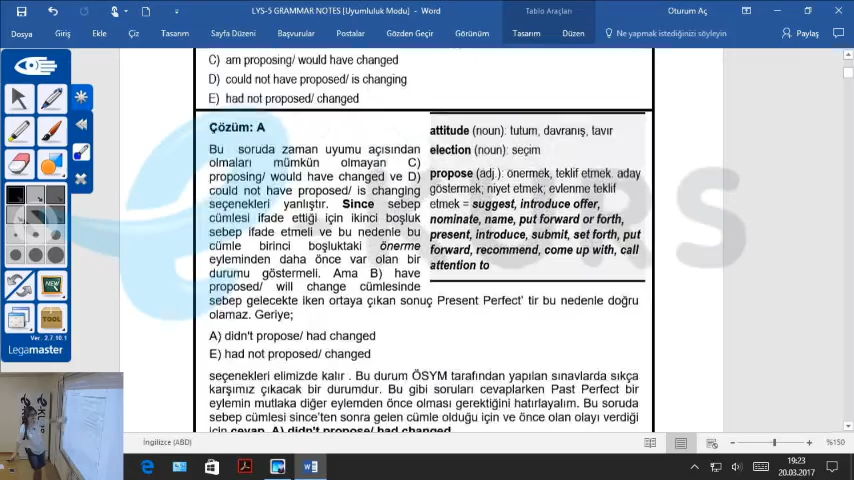 LYS-5 GRAMMAR NOTES [Uyumluluk Modu] - Word
Tablo Araçları
Oturum Aç
Dosya
Giriş
Ekle
Çiz
Tasarım
Sayfa Düzeni
Başvurular
Postalar
Gözden Geçir
Görünüm
Tasarım
Düzen
Ne yapmak istediğinizi söyleyin
Paylaş
C) am proposing/ would have changed
D) could not have proposed/ is changing
E) had not proposed/ changed
Çözüm: A
Bu soruda zaman uyumu açısından
olmaları mümkün olmayan C)
proposing/ would have changed ve D)
could not have proposed/ is changing
seçenekleri yanlıştır. Since sebep
cümlesi ifade ettiği için ikinci boşluk
sebep ifade etmeli ve bu nedenle bu
cümle birinci boşluktaki önerme
eyleminden daha önce var olan bir
durumu göstermeli. Ama B) have
proposed/ will change cümlesinde
sebep gelecekte iken ortaya çıkan sonuç Present Perfect' tir bu nedenle doğru
olamaz. Geriye;
attitude (noun): tutum, davranış, tavır
election (noun): seçim
propose (adj.): önermek, teklif etmek. aday
göstermek; niyet etmek; evlenme teklif
etmek = suggest, introduce offer,
nominate, name, put forward or forth,
present, introduce, submit, set forth, put
forward, recommend, come up with, call
attention to
A) didn't propose/ had changed
E) had not proposed/ changed
seçenekleri elimizde kalır . Bu durum ÖSYM tarafından yapılan sınavlarda sıkça
karşımız çıkacak bir durumdur. Bu gibi soruları cevaplarken Past Perfect bir
eylemin mutlaka diğer eylemden önce olması gerektiğini hatırlayalım. Bu soruda
sebep cümlesi since'ten sonra gelen cümle olduğu için ve önce olan olayı verdiği
için cevap. A) didn't propose/ had changed
NEW
TOOL
Ver. 2.7.10.1
Legamaster
KURS
İngilizce (ABD)
%150
19:23
20.03.2017